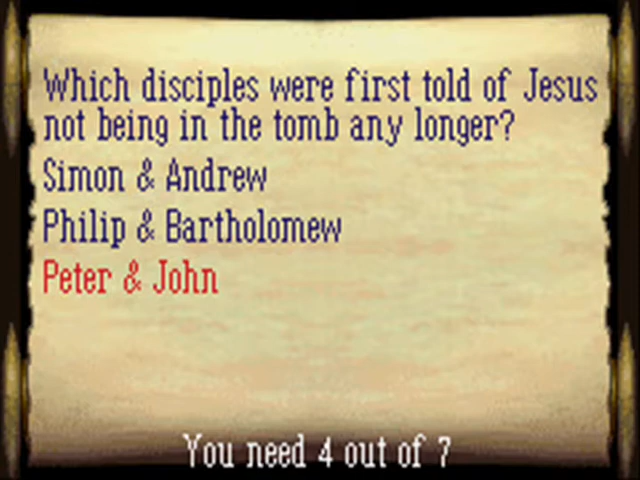 Which disciples were first told of Jesus
not being in the tomb any longer?
Simon & Andrew
Philip & Bartholomew
Peter & John
You need 4 out of 7